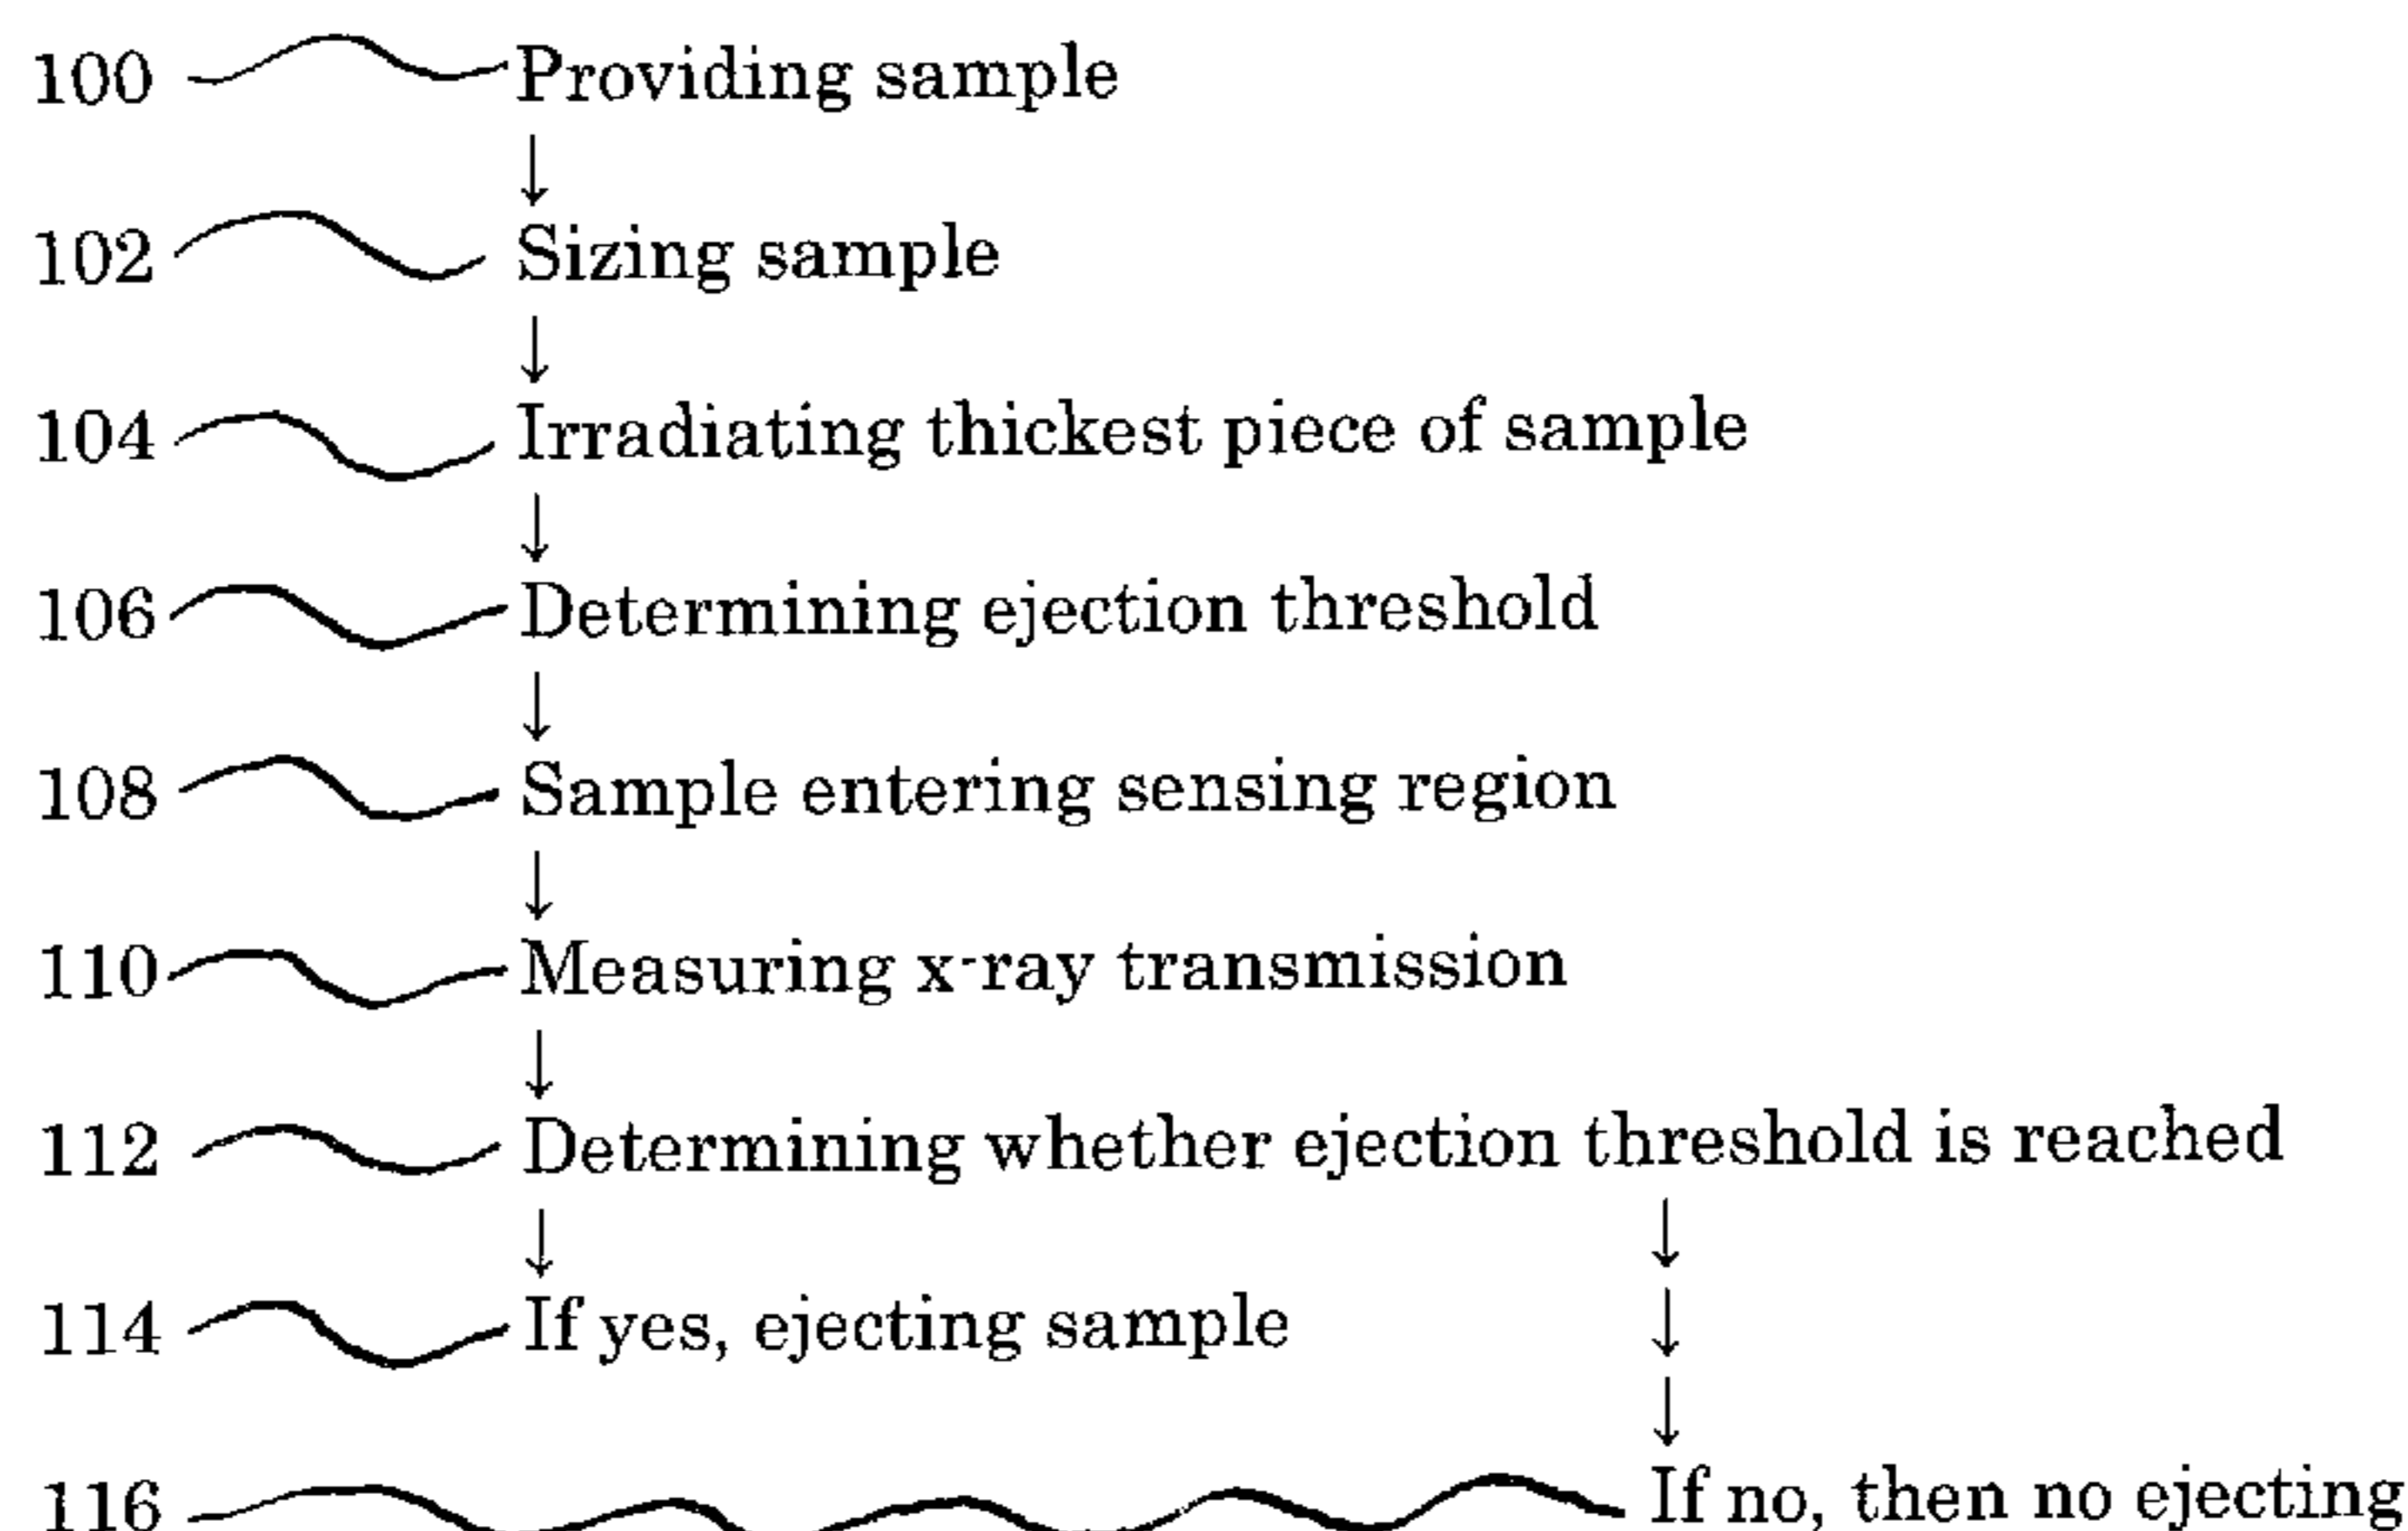 100 Providing sample
102 Sizing sample
104 Irradiating thickest piece of sample
106 Determining ejection threshold
108 Sample entering sensing region
110 Measuring x-ray transmission
112 Determining whether ejection threshold is reached
114 If yes, ejecting sample
116 If no, then no ejecting